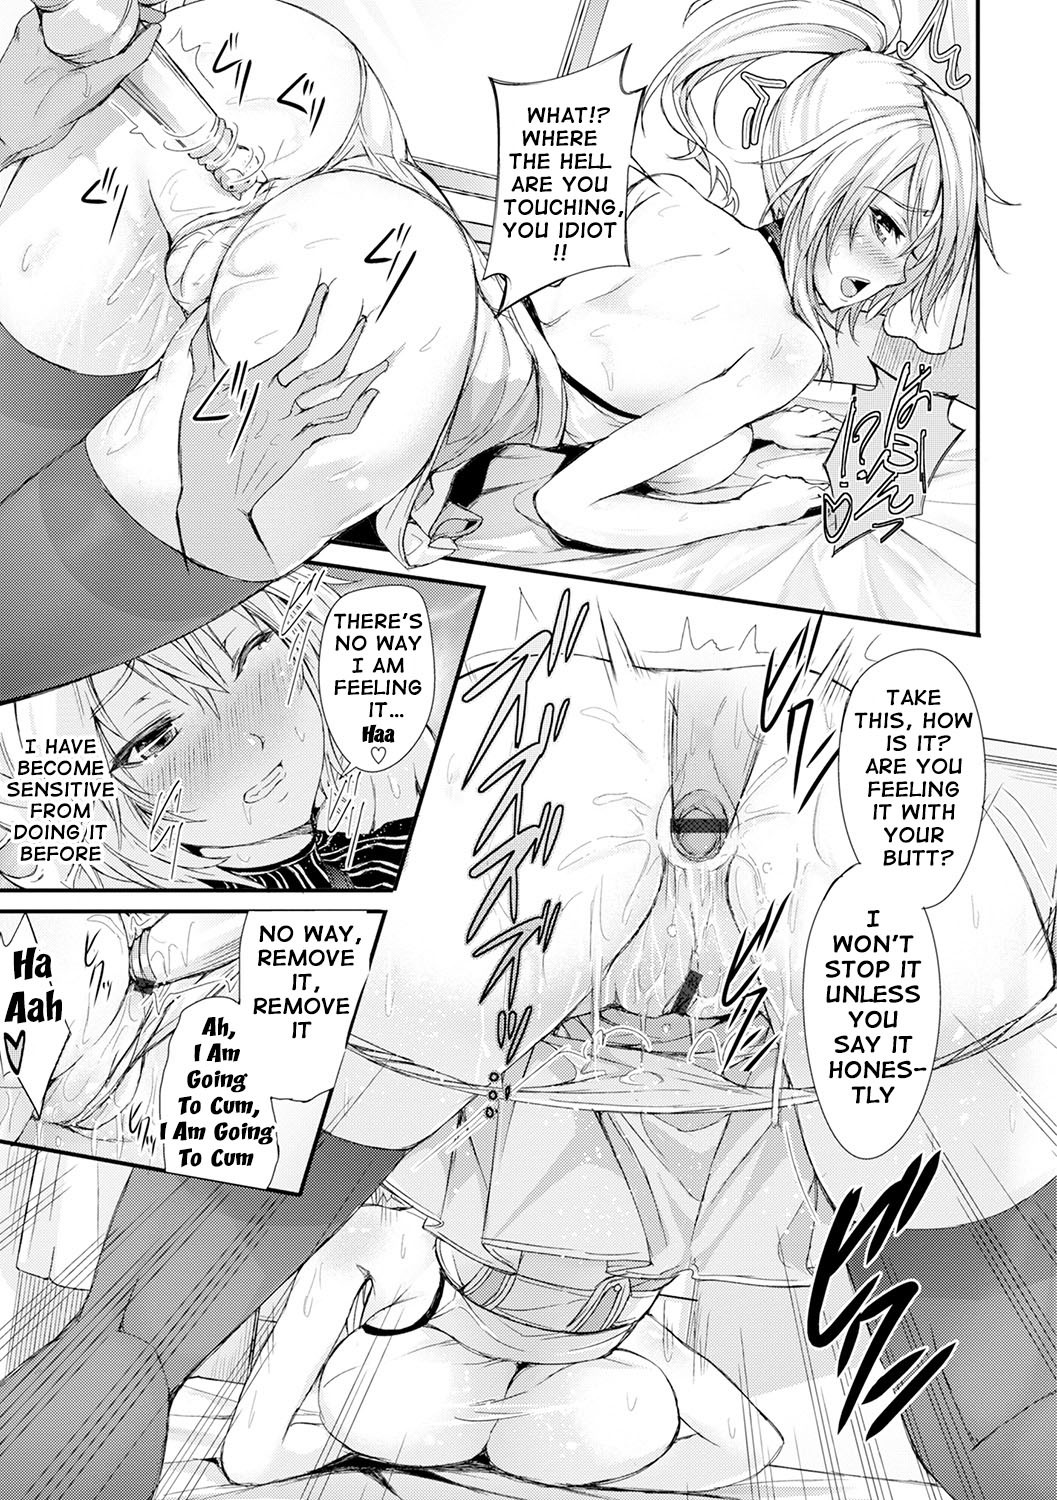 WHAT!?
WHERE
THE HELL
ARE YOU
TOUCHING,
YOU IDIOT
!!
TAKE
THIS, HOW
IS IT?
ARE YOU
FEELING
IT WITH
YOUR
BUTT?
I
WON'T
STOP IT
UNLESS
YOU
SAY IT
HONES-
TLY
THERE'S
NO WAY
I AM
FEELING
IT...
Haa
♡
I HAVE
BECOME
SENSITIVE
FROM
DOING IT
BEFORE
NO WAY,
REMOVE
IT,
REMOVE
IT
Ah,
I Am
Going
To Cum,
I Am Going
To Cum
Ha
Aah
♡